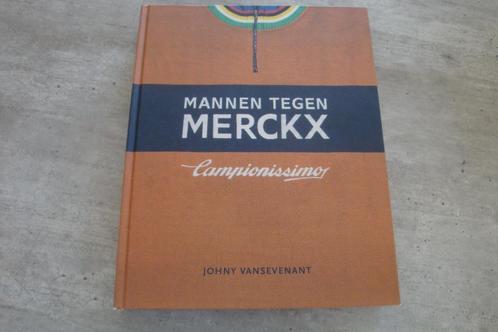 MANNEN TEGEN
MERCKX
Campionissimo
JOHNY VANSEVENANT